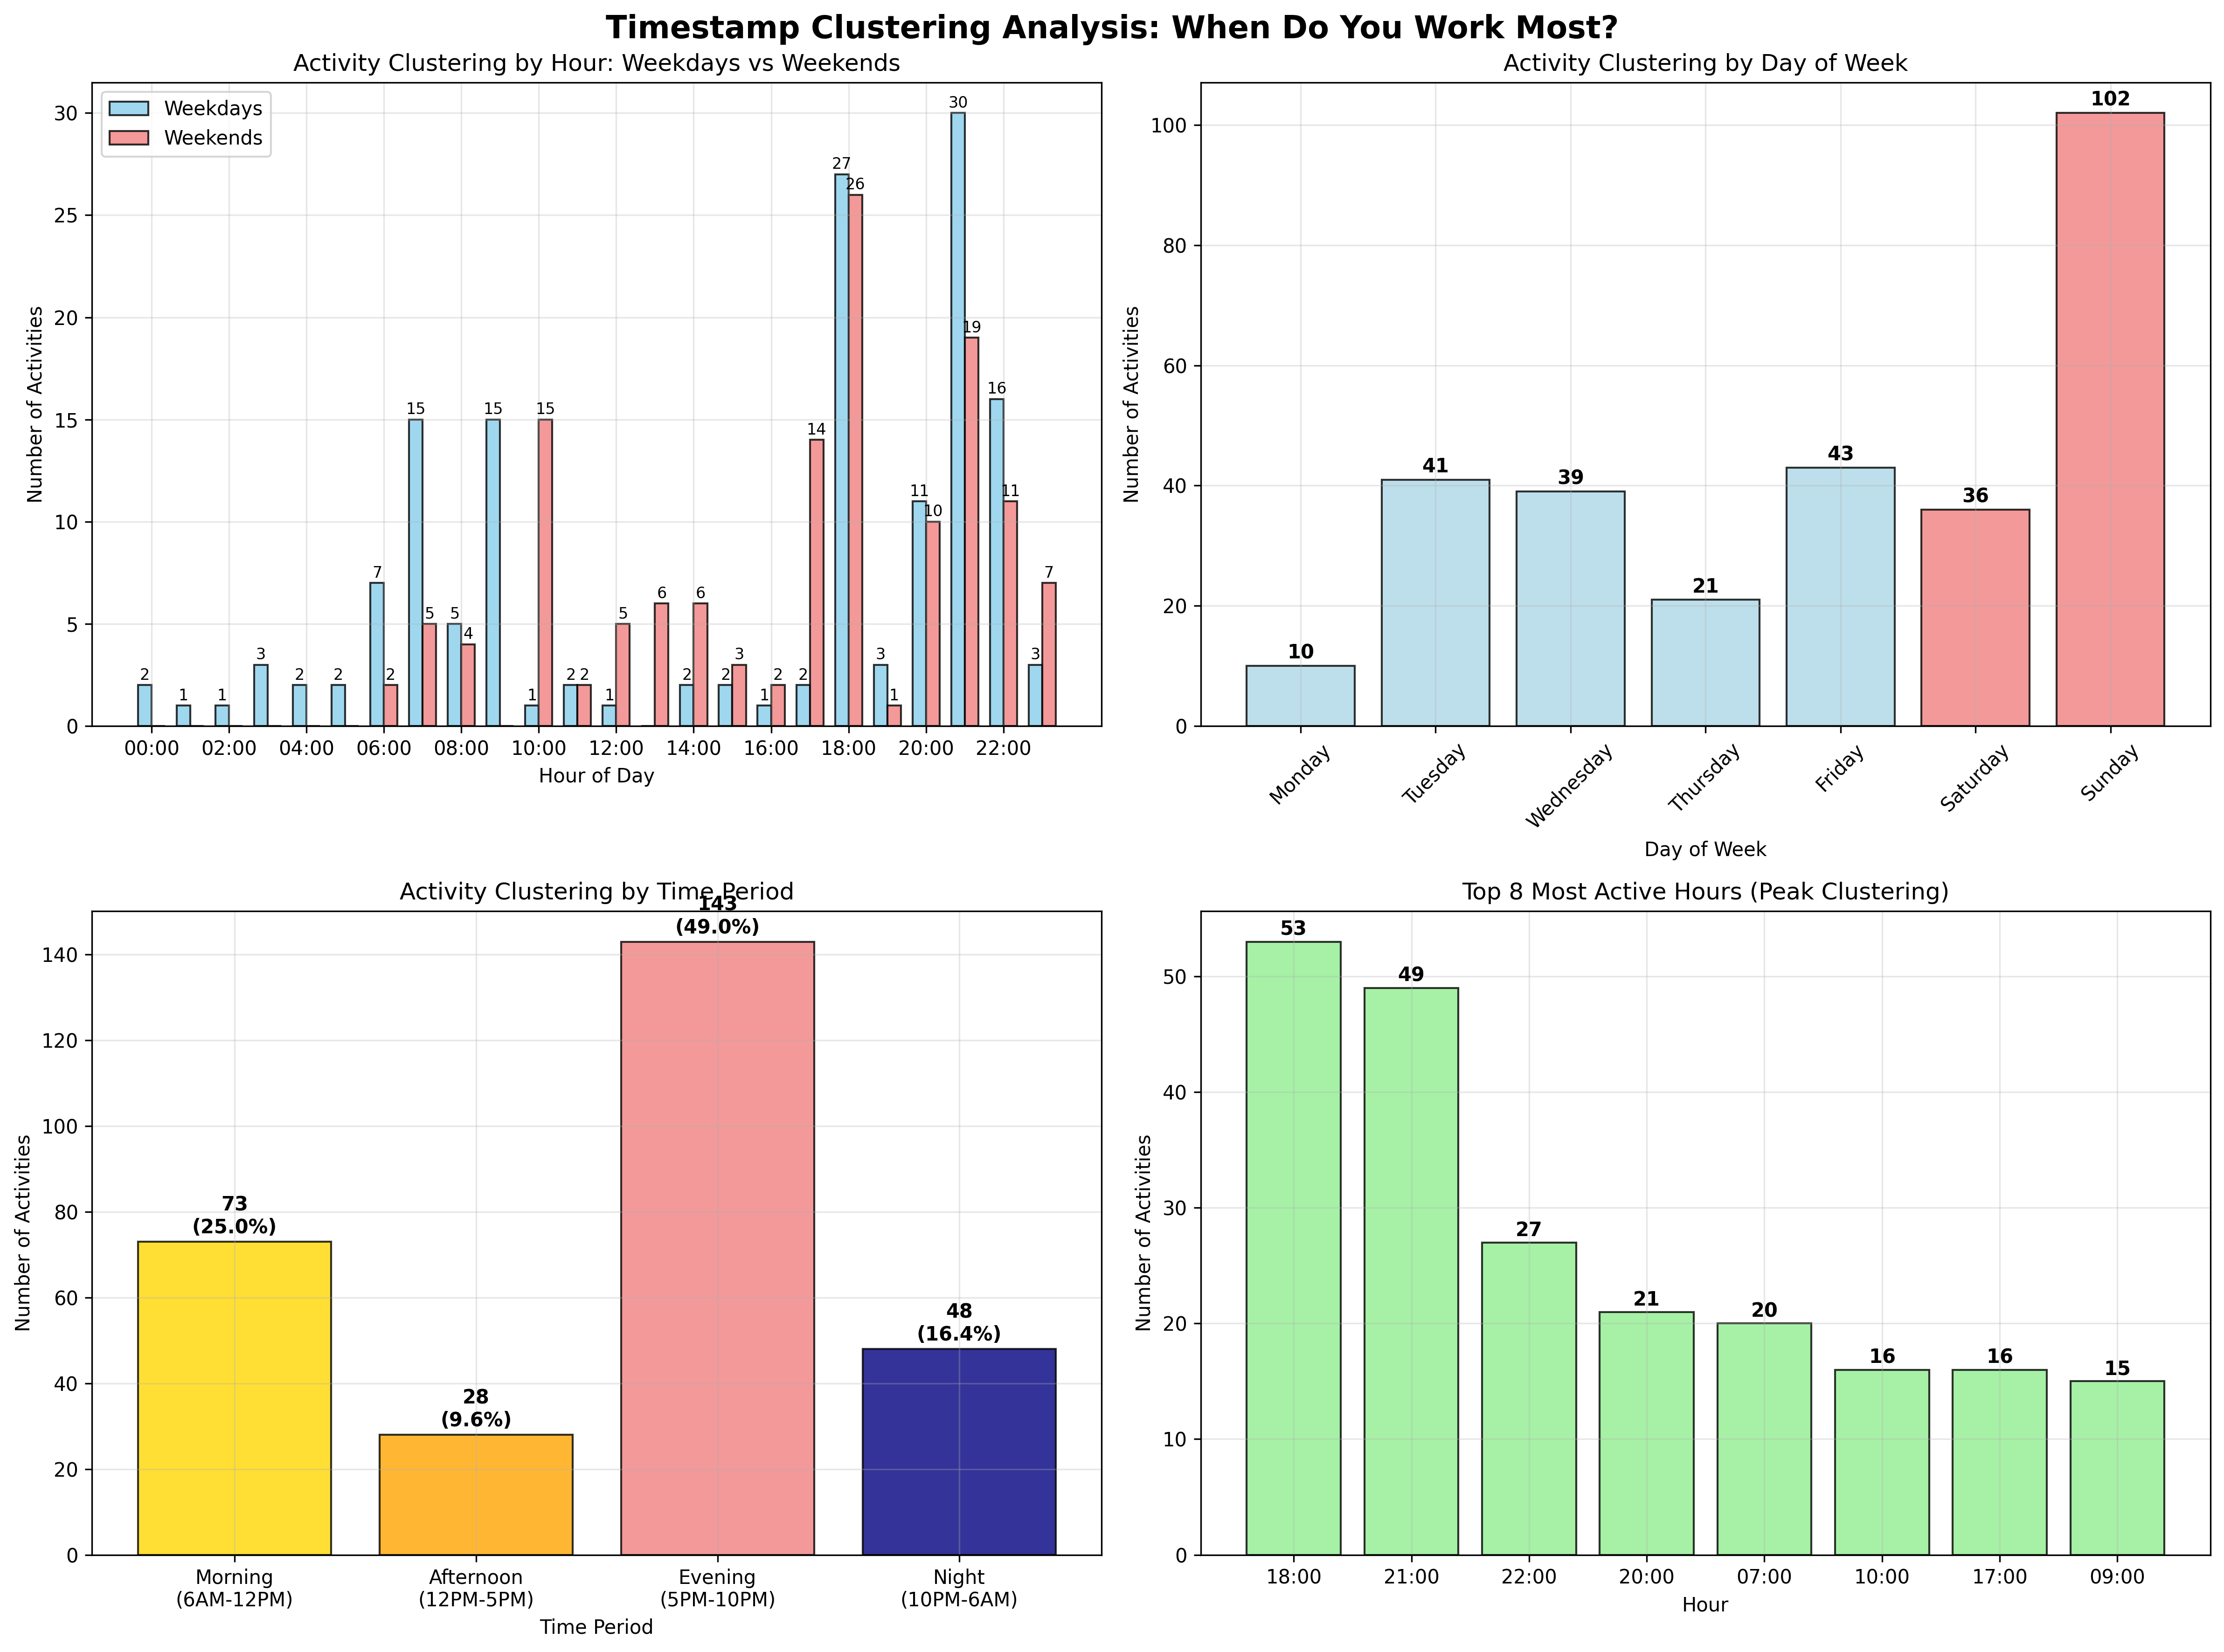 Timestamp Clustering Analysis: When Do You Work Most?
Activity Clustering by Hour: Weekdays vs Weekends
Weekdays
Weekends
Number of Activities
30
25
20
15
10
5
0
2
1
1
3
2
2
7
2
15
5
5
4
15
1
15
2
2
1
5
6
2
6
2
3
1
2
2
14
27
26
3
1
11
10
30
19
16
11
3
7
00:00 02:00 04:00 06:00 08:00 10:00 12:00 14:00 16:00 18:00 20:00 22:00
Hour of Day
Activity Clustering by Day of Week
Number of Activities
100
80
60
40
20
0
10
41
39
21
43
36
102
Monday
Tuesday
Wednesday
Thursday
Friday
Saturday
Sunday
Day of Week
Activity Clustering by Time Period
Number of Activities
140
120
100
80
60
40
20
0
73
(25.0%)
28
(9.6%)
143
(49.0%)
48
(16.4%)
Morning
(6AM-12PM)
Afternoon
(12PM-5PM)
Evening
(5PM-10PM)
Night
(10PM-6AM)
Time Period
Top 8 Most Active Hours (Peak Clustering)
Number of Activities
50
40
30
20
10
0
53
49
27
21
20
16
16
15
18:00 21:00 22:00 20:00 07:00 10:00 17:00 09:00
Hour